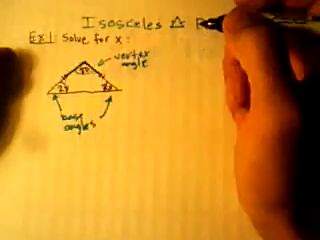 Isosceles Δ
Ex 1 Solve for x:
vertex
angle
base
angles